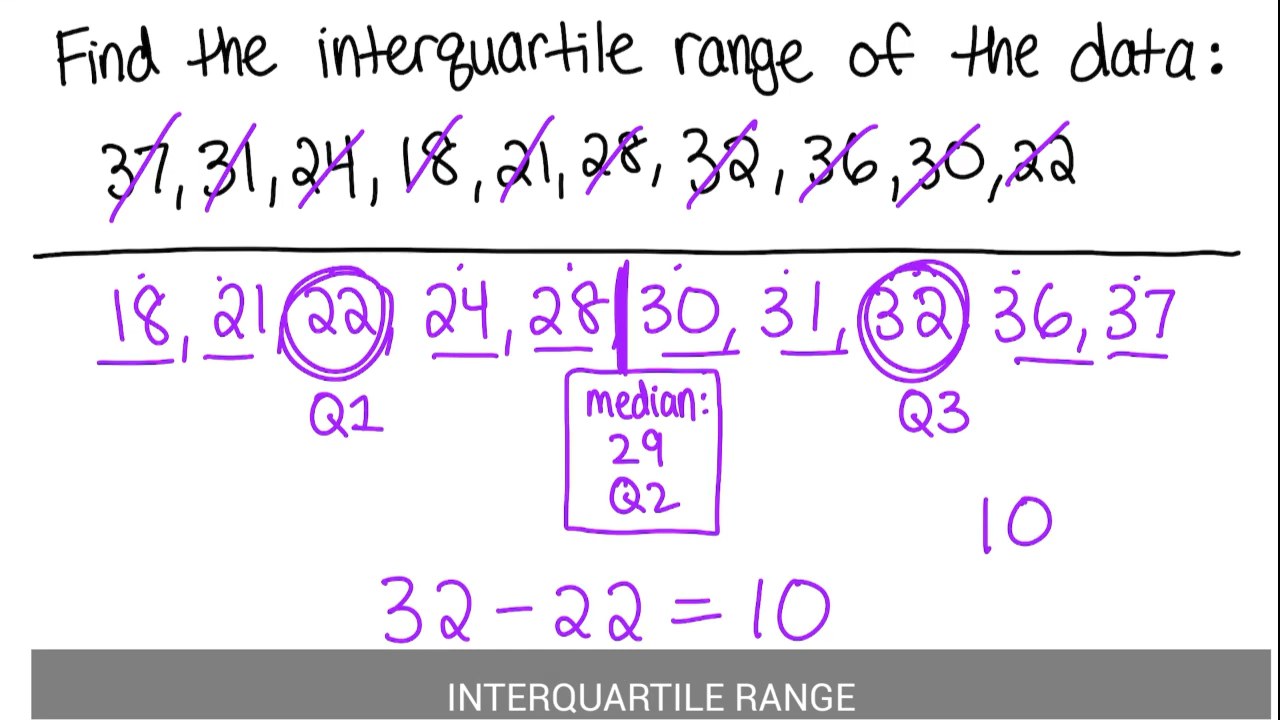 Find the interquartile range of the data:
37, 31, 24, 18, 21, 28, 32, 36, 30, 22
18, 21, 22, 24, 28, 30, 31, 32 36, 37
Q1
median:
29
Q2
Q3
10
32 - 22 = 10
INTERQUARTILE RANGE